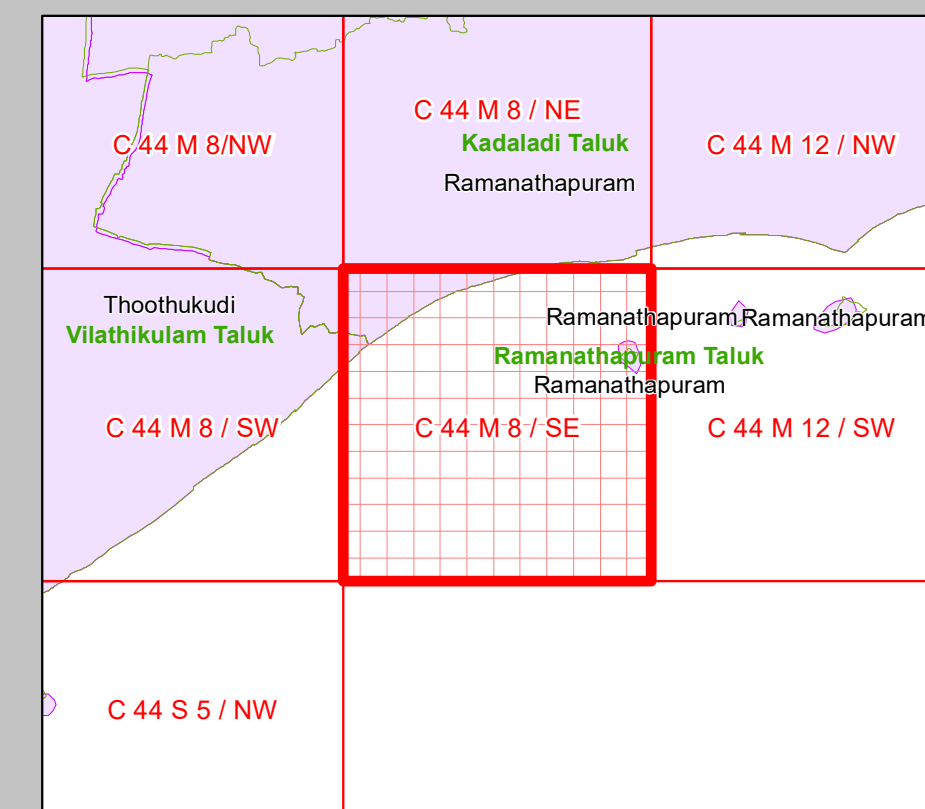 C 44 M 8/NW
C 44 M 8 / NE
Kadaladi Taluk
Ramanathapuram
C 44 M 12 / NW
Thoothukudi
Vilathikulam Taluk
C 44 M 8 / SW
Ramanathapuram
Ramanathapuram
Ramanathapuram Taluk
Ramanathapuram
C 44 M 8 / SE
C 44 M 12 / SW
C 44 S 5 / NW